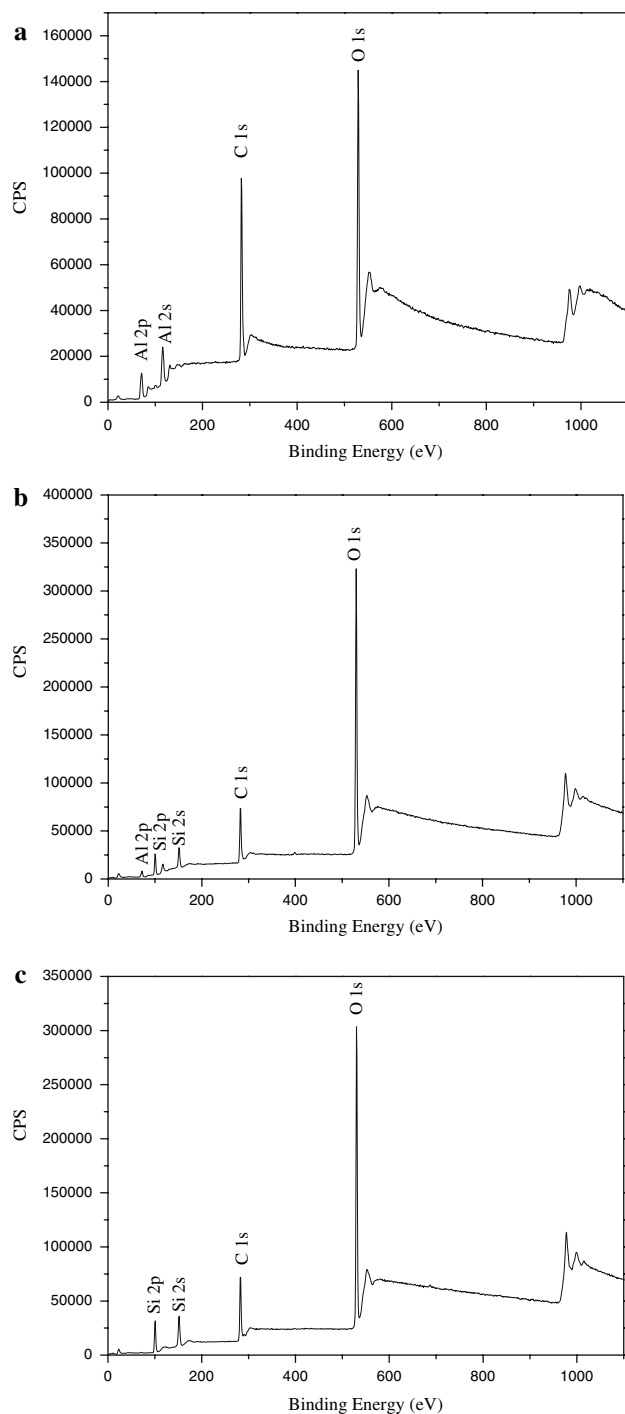 a
160000
140000
120000
100000
80000
60000
40000
20000
0
CPS
Al 2p
Al 2s
C 1s
O 1s
0 200 400 600 800 1000
Binding Energy (eV)
b
400000
350000
300000
250000
200000
150000
100000
50000
0
CPS
Al 2p
Si 2p
Si 2s
C 1s
O 1s
0 200 400 600 800 1000
Binding Energy (eV)
c
350000
300000
250000
200000
150000
100000
50000
0
CPS
Si 2p
Si 2s
C 1s
O 1s
0 200 400 600 800 1000
Binding Energy (eV)